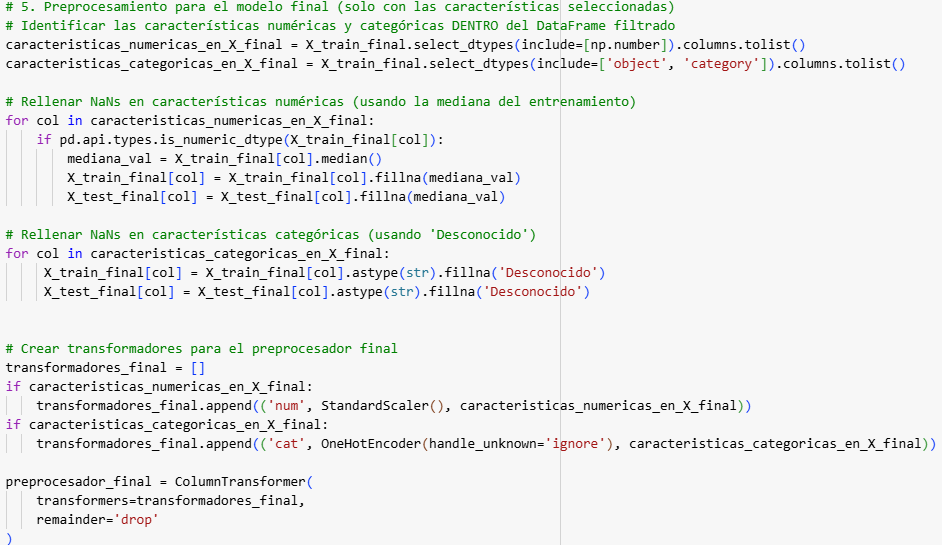 # 5. Preprocesamiento para el modelo final (solo con las características seleccionadas)
# Identificar las características numéricas y categóricas DENTRO del DataFrame filtrado
caracteristicas_numericas_en_X_final = X_train_final.select_dtypes(include=[np.number]).columns.tolist()
caracteristicas_categoricas_en_X_final = X_train_final.select_dtypes(include=['object', 'category']).columns.tolist()

# Rellenar NaNs en características numéricas (usando la mediana del entrenamiento)
for col in caracteristicas_numericas_en_X_final:
    if pd.api.types.is_numeric_dtype(X_train_final[col]):
        mediana_val = X_train_final[col].median()
        X_train_final[col] = X_train_final[col].fillna(mediana_val)
        X_test_final[col] = X_test_final[col].fillna(mediana_val)

# Rellenar NaNs en características categóricas (usando 'Desconocido')
for col in caracteristicas_categoricas_en_X_final:
     X_train_final[col] = X_train_final[col].astype(str).fillna('Desconocido')
     X_test_final[col] = X_test_final[col].astype(str).fillna('Desconocido')

# Crear transformadores para el preprocesador final
transformadores_final = []
if caracteristicas_numericas_en_X_final:
    transformadores_final.append(('num', StandardScaler(), caracteristicas_numericas_en_X_final))
if caracteristicas_categoricas_en_X_final:
    transformadores_final.append(('cat', OneHotEncoder(handle_unknown='ignore'), caracteristicas_categoricas_en_X_final))

preprocesador_final = ColumnTransformer(
    transformers=transformadores_final,
    remainder='drop'
)